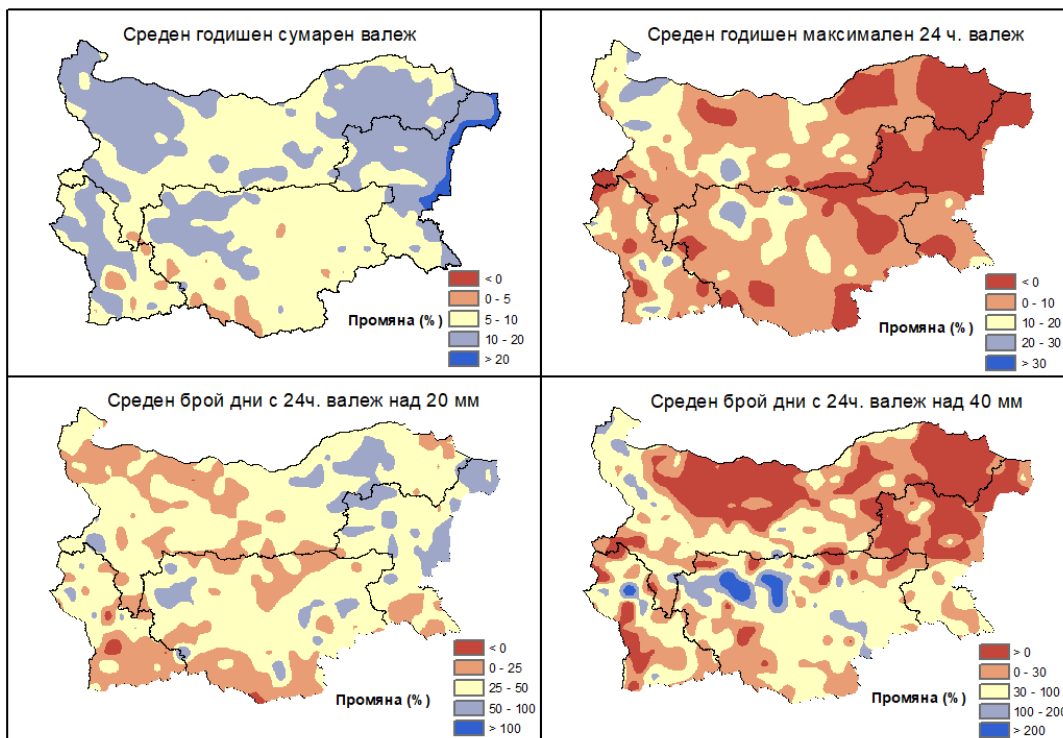 Среден годишен сумарен валеж
< 0
0 - 5
5 - 10
10 - 20
> 20
Промяна (%)
Среден годишен максимален 24 ч. валеж
< 0
0 - 10
10 - 20
20 - 30
> 30
Промяна (%)
Среден брой дни с 24ч. валеж над 20 мм
< 0
0 - 25
25 - 50
50 - 100
> 100
Промяна (%)
Среден брой дни с 24ч. валеж над 40 мм
> 0
0 - 30
30 - 100
100 - 200
> 200
Промяна (%)